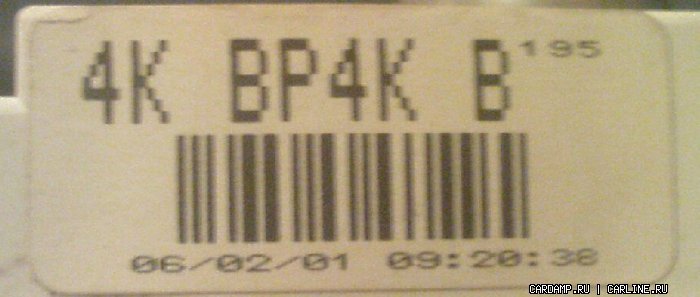 4K BP4K B 195
06/02/01 09:20:38
CARDAMP.RU | CARLINE.RU